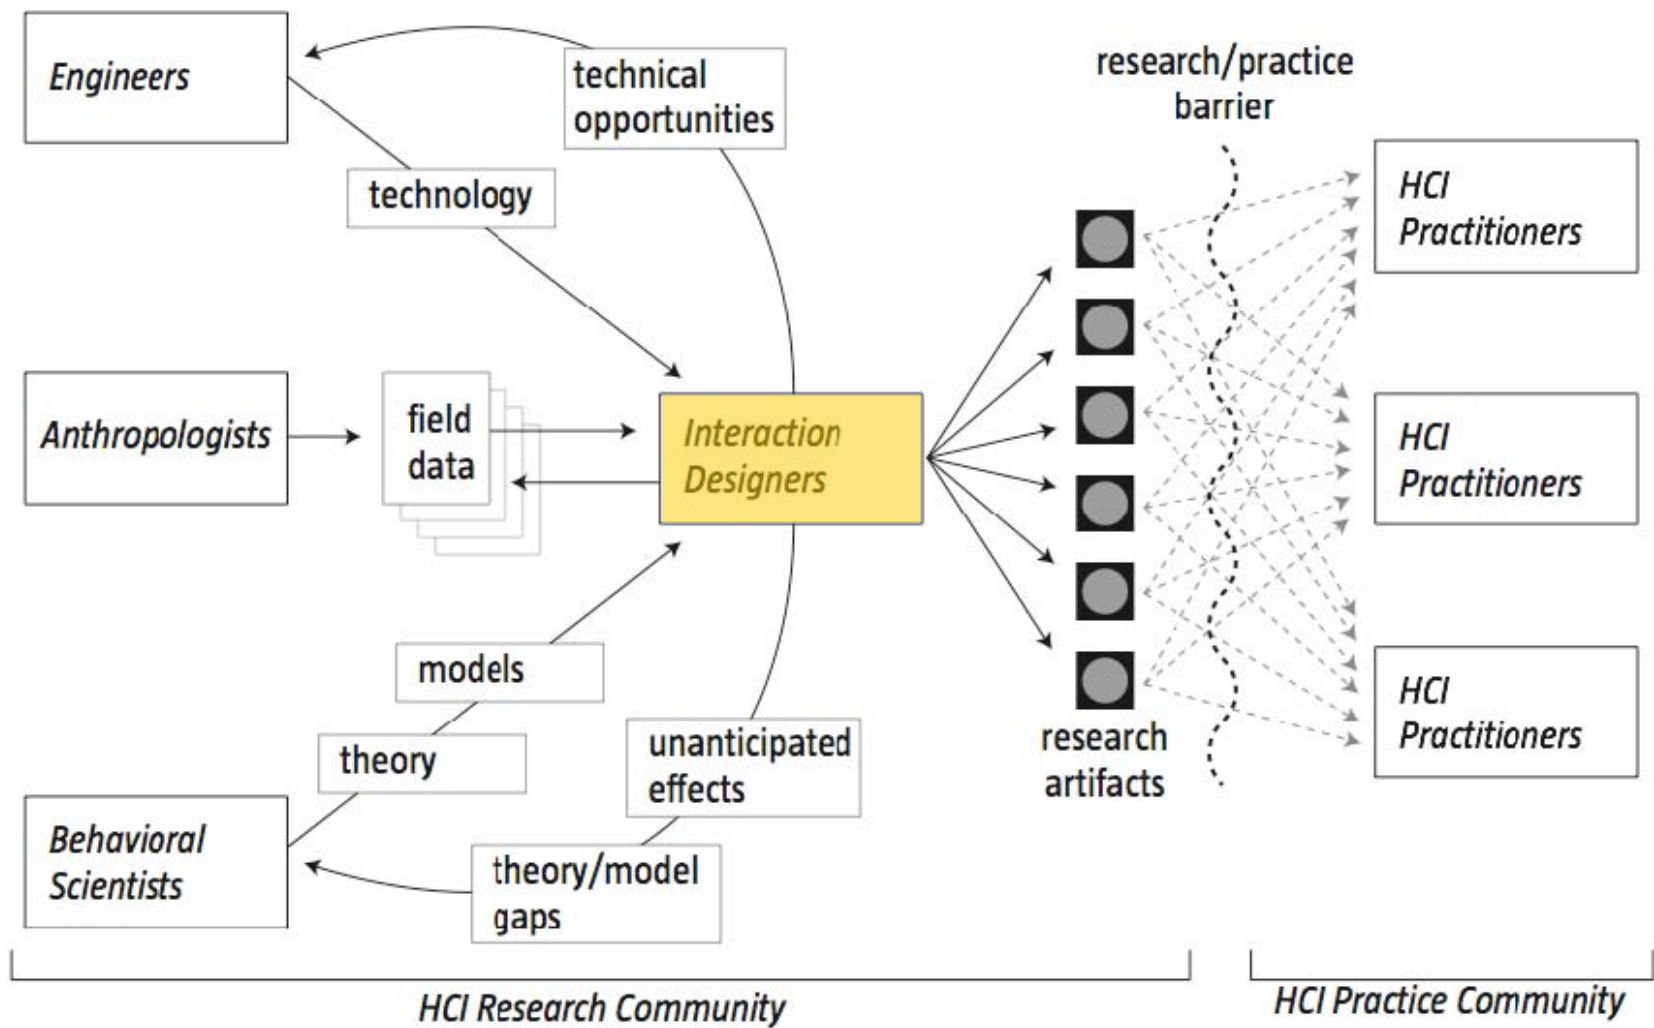 Engineers
technical
opportunities
technology
research/practice
barrier
HCI
Practitioners
Anthropologists
field
data
Interaction
Designers
HCI
Practitioners
models
theory
unanticipated
effects
research
artifacts
HCI
Practitioners
Behavioral
Scientists
theory/model
gaps
HCI Research Community
HCI Practice Community